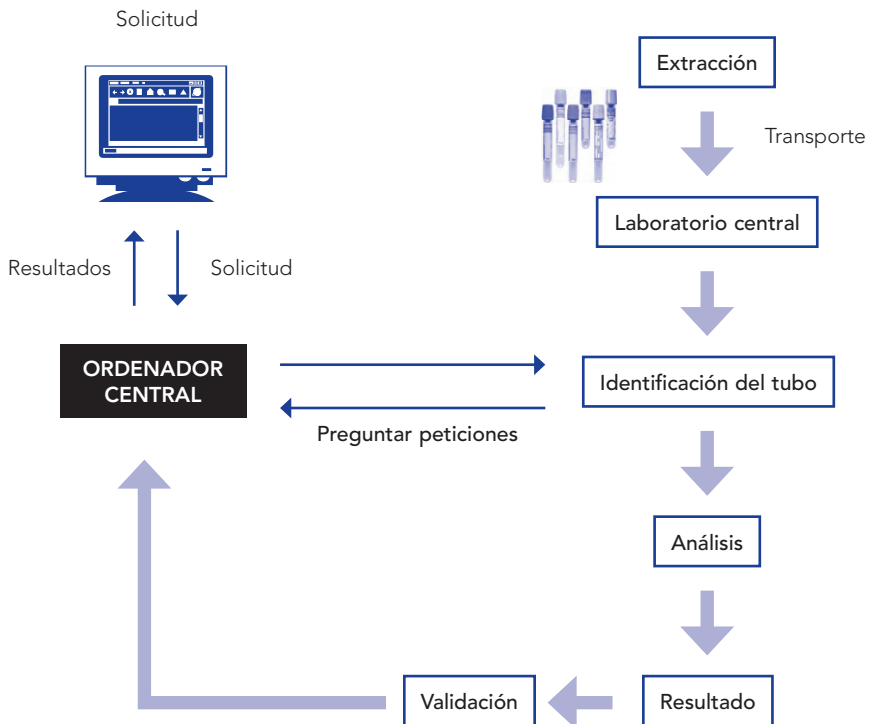 Solicitud
Extracción
Transporte
Laboratorio central
Resultados
Solicitud
ORDENADOR
CENTRAL
Identificación del tubo
Preguntar peticiones
Análisis
Validación
Resultado